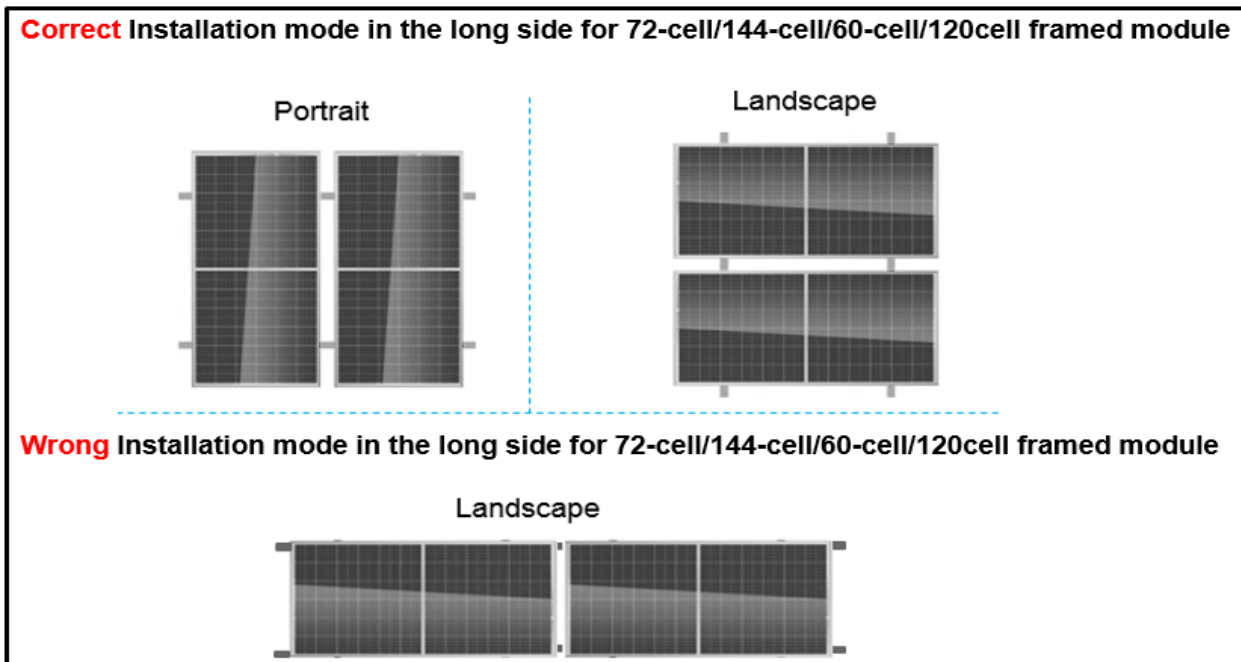 Correct Installation mode in the long side for 72-cell/144-cell/60-cell/120cell framed module
Portrait
Landscape
Wrong Installation mode in the long side for 72-cell/144-cell/60-cell/120cell framed module
Landscape